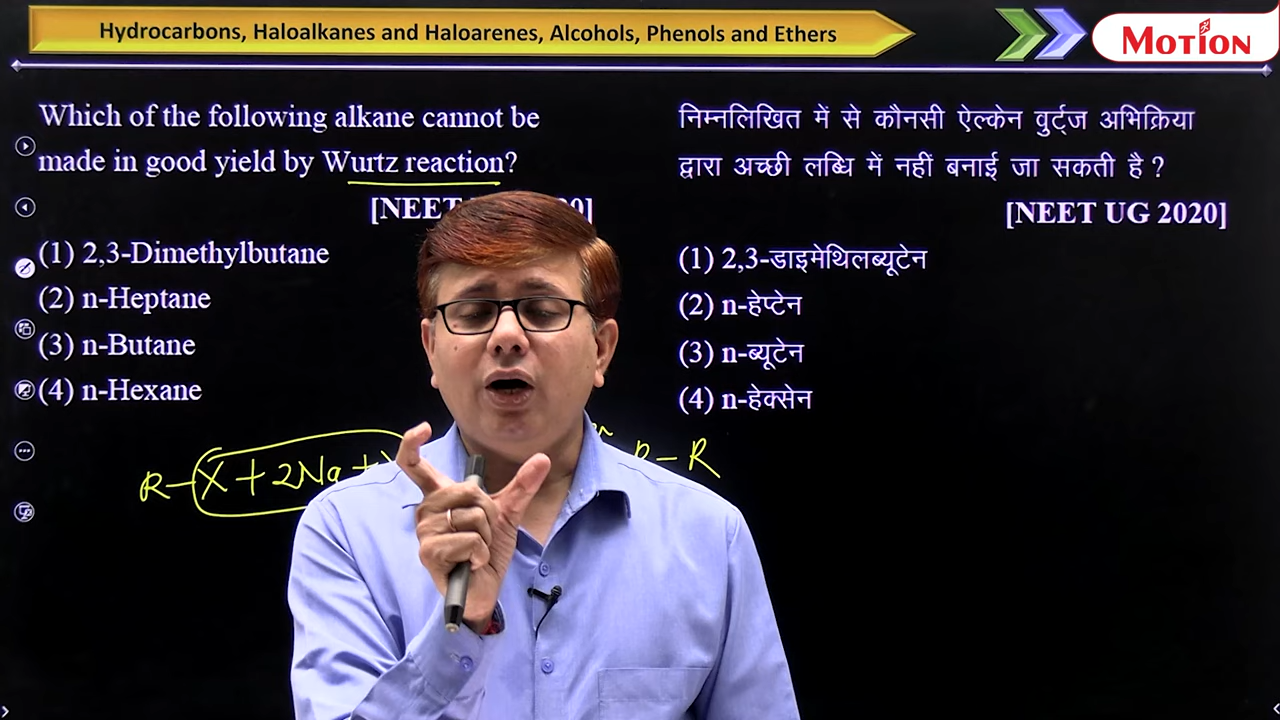 Hydrocarbons, Haloalkanes and Haloarenes, Alcohols, Phenols and Ethers
MOTION
Which of the following alkane cannot be
made in good yield by Wurtz reaction?
[NEET
(1) 2,3-Dimethylbutane
(2) n-Heptane
(3) n-Butane
(4) n-Hexane
निम्नलिखित में से कौनसी ऐल्केन वुर्ट्ज अभिक्रिया
द्वारा अच्छी लब्धि में नहीं बनाई जा सकती है ?
[NEET UG 2020]
(1) 2,3-डाइमेथिलब्यूटेन
(2) n-हेप्टेन
(3) n-ब्यूटेन
(4) n-हेक्सेन
R-X+2Na+
R-R